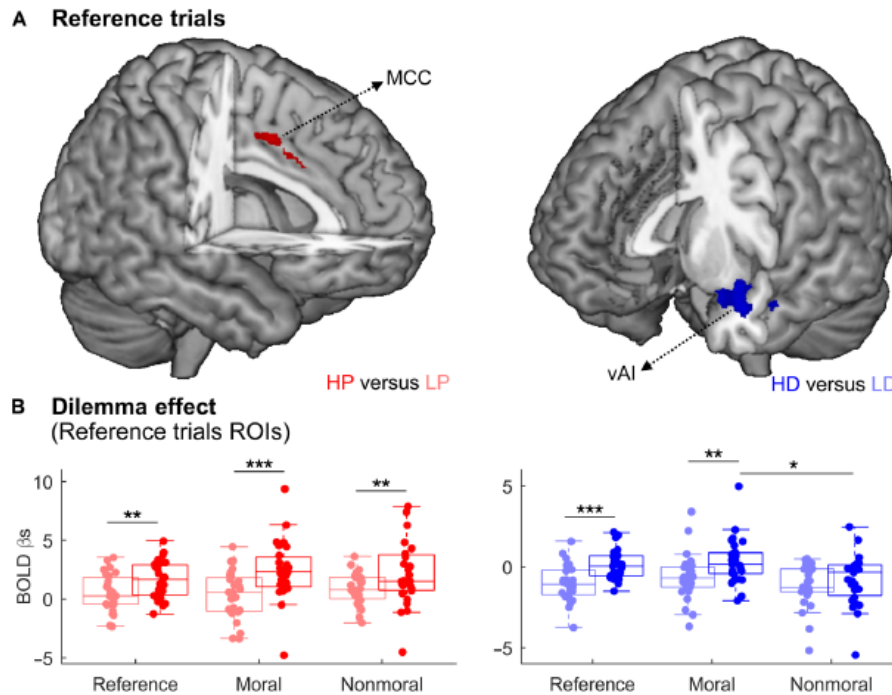 A Reference trials
MCC
vAI
HP versus LP
HD versus LD
B Dilemma effect
(Reference trials ROIs)
BOLD βs
10
5
0
−5
**
***
**
Reference
Moral
Nonmoral
5
0
−5
***
**
*
Reference
Moral
Nonmoral